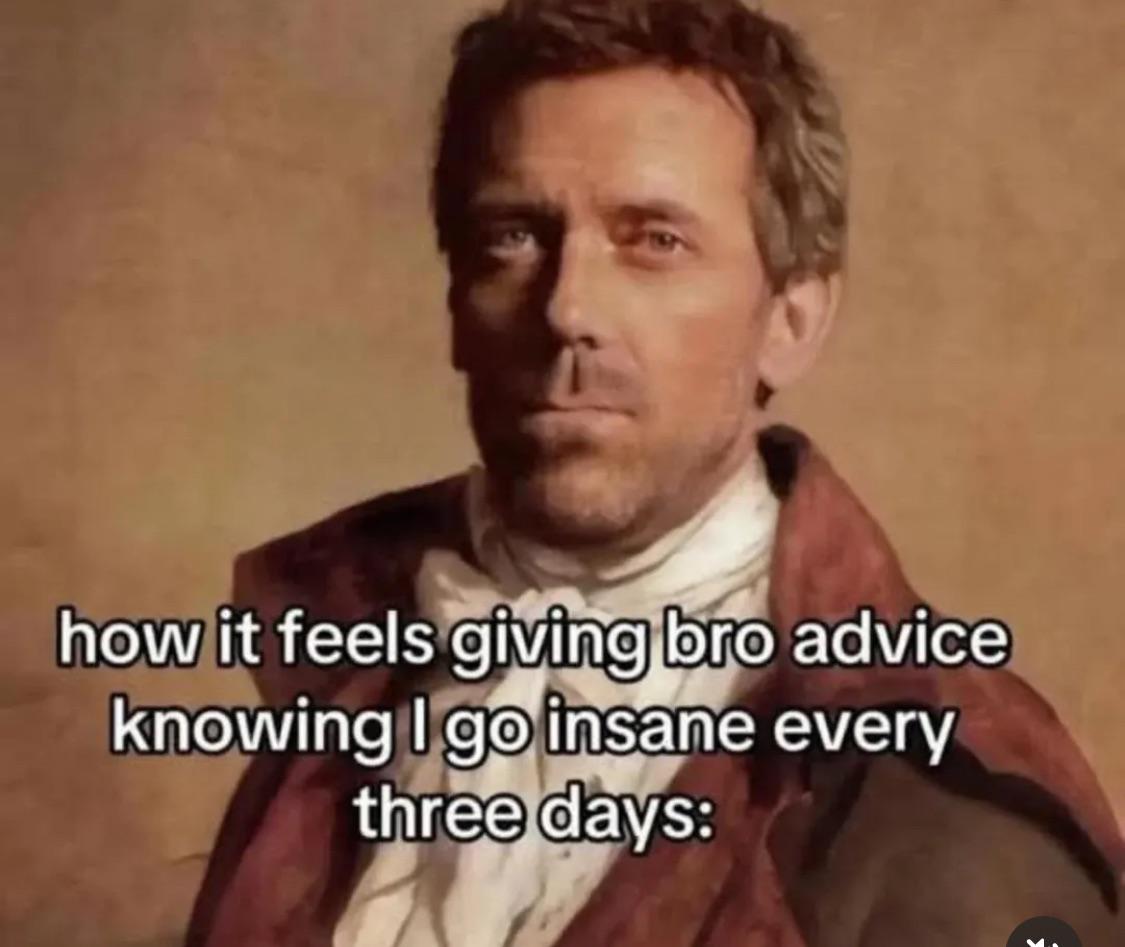 how it feels giving bro advice
knowing I go insane every
three days: